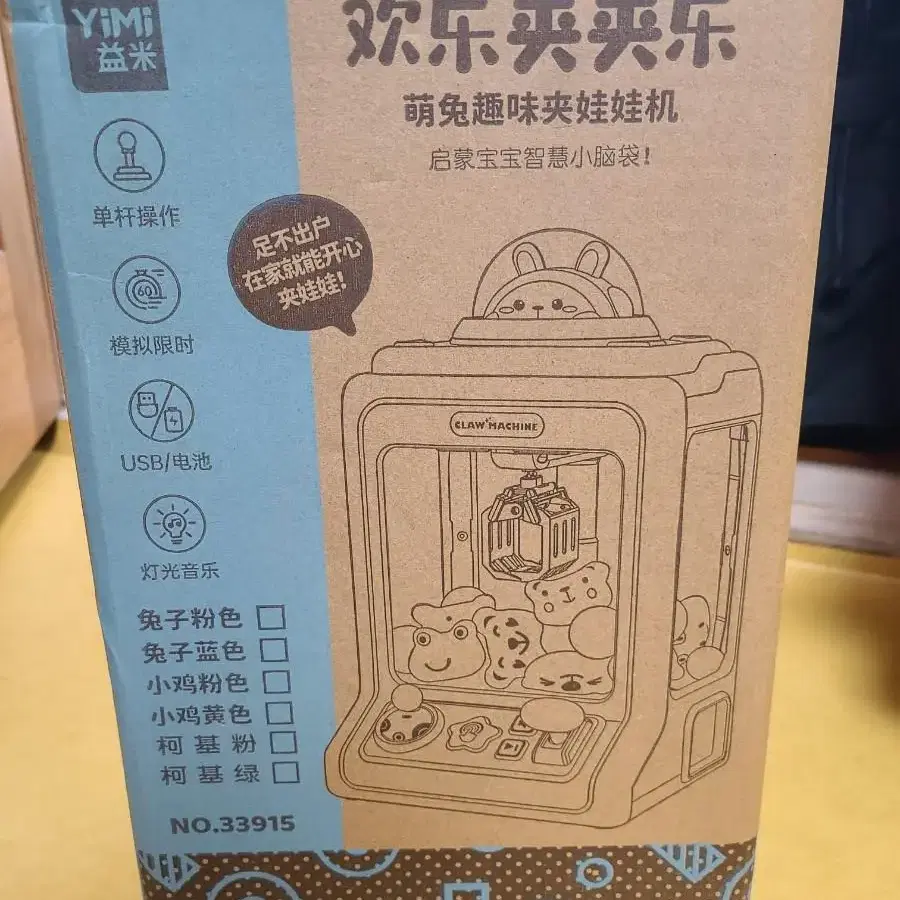 YiMi
益米
欢乐夹夹乐
萌兔趣味夹娃娃机
启蒙宝宝智慧小脑袋!
单杆操作
60
模拟限时
USB/电池
灯光音乐
足不出户
在家就能开心
夹娃娃!
CLAW MACHINE
兔子粉色
兔子蓝色
小鸡粉色
小鸡黄色
柯基粉
柯基绿
NO.33915